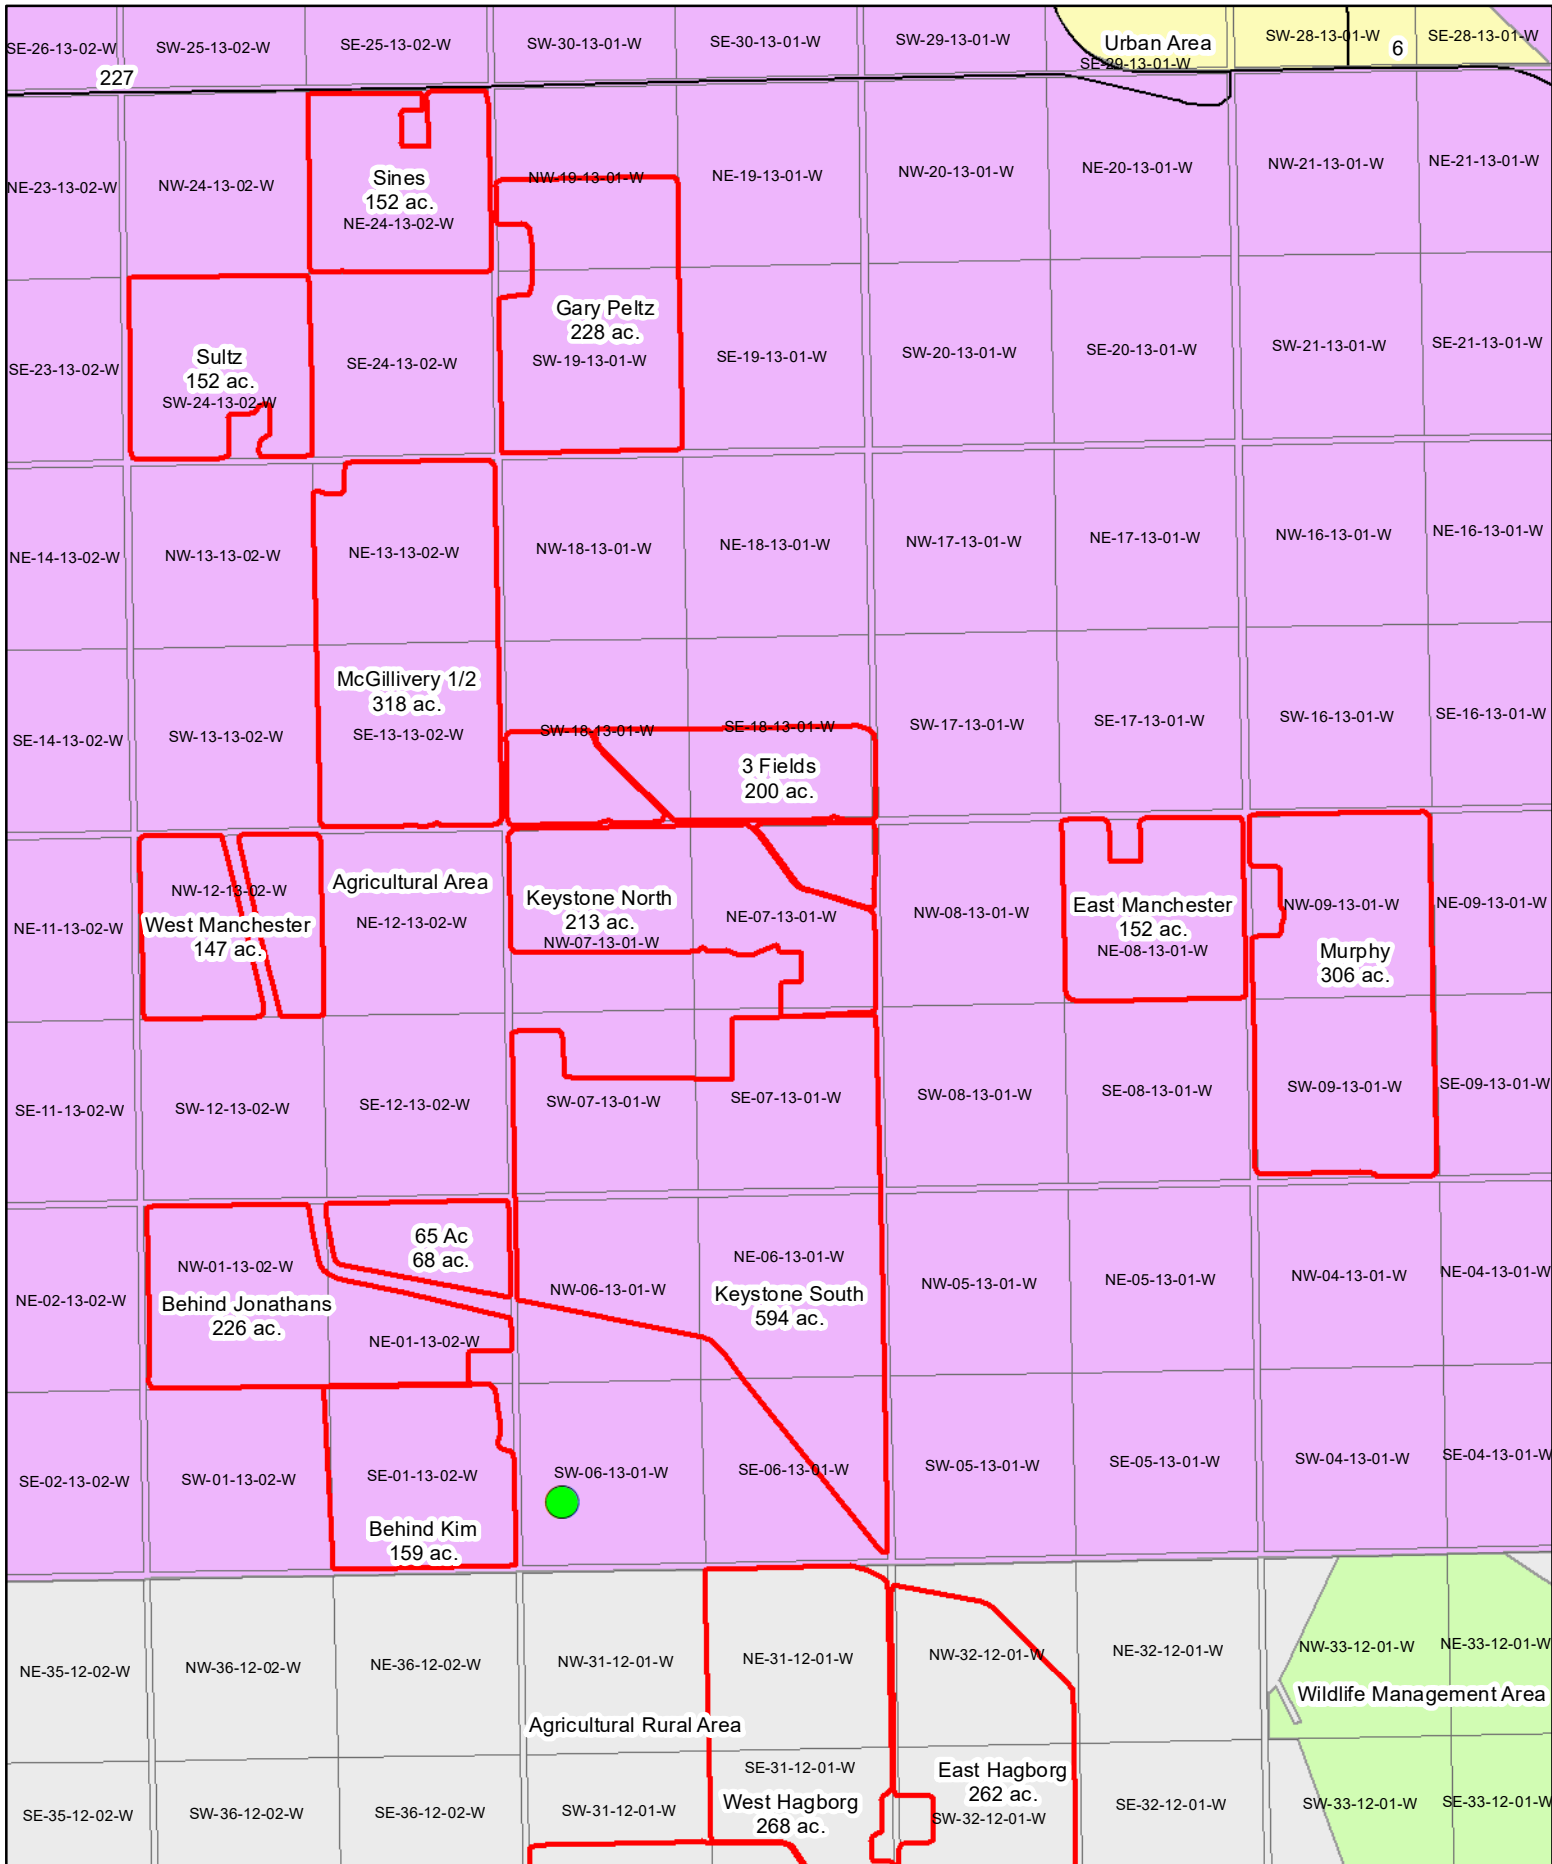 SE-26-13-02-W
SW-25-13-02-W
SE-25-13-02-W
SW-30-13-01-W
SE-30-13-01-W
SW-29-13-01-W
Urban Area
SE-29-13-01-W
SW-28-13-01-W
6
SE-28-13-01-W
227
NE-23-13-02-W
NW-24-13-02-W
Sines
152 ac.
NE-24-13-02-W
NW-19-13-01-W
NE-19-13-01-W
NW-20-13-01-W
NE-20-13-01-W
NW-21-13-01-W
NE-21-13-01-W
SE-23-13-02-W
Sultz
152 ac.
SW-24-13-02-W
SE-24-13-02-W
Gary Peltz
228 ac.
SW-19-13-01-W
SE-19-13-01-W
SW-20-13-01-W
SE-20-13-01-W
SW-21-13-01-W
SE-21-13-01-W
NE-14-13-02-W
NW-13-13-02-W
NE-13-13-02-W
NW-18-13-01-W
NE-18-13-01-W
NW-17-13-01-W
NE-17-13-01-W
NW-16-13-01-W
NE-16-13-01-W
SE-14-13-02-W
SW-13-13-02-W
McGillivery 1/2
318 ac.
SE-13-13-02-W
SW-18-13-01-W
SE-18-13-01-W
3 Fields
200 ac.
SW-17-13-01-W
SE-17-13-01-W
SW-16-13-01-W
SE-16-13-01-W
NE-11-13-02-W
NW-12-13-02-W
West Manchester
147 ac.
Agricultural Area
NE-12-13-02-W
Keystone North
213 ac.
NW-07-13-01-W
NE-07-13-01-W
NW-08-13-01-W
East Manchester
152 ac.
NE-08-13-01-W
NW-09-13-01-W
Murphy
306 ac.
NE-09-13-01-W
SE-11-13-02-W
SW-12-13-02-W
SE-12-13-02-W
SW-07-13-01-W
SE-07-13-01-W
SW-08-13-01-W
SE-08-13-01-W
SW-09-13-01-W
SE-09-13-01-W
NE-02-13-02-W
NW-01-13-02-W
Behind Jonathans
226 ac.
65 Ac
68 ac.
NE-01-13-02-W
NW-06-13-01-W
NE-06-13-01-W
Keystone South
594 ac.
NW-05-13-01-W
NE-05-13-01-W
NW-04-13-01-W
NE-04-13-01-W
SE-02-13-02-W
SW-01-13-02-W
SE-01-13-02-W
Behind Kim
159 ac.
SW-06-13-01-W
SE-06-13-01-W
SW-05-13-01-W
SE-05-13-01-W
SW-04-13-01-W
SE-04-13-01-W
NE-35-12-02-W
NW-36-12-02-W
NE-36-12-02-W
NW-31-12-01-W
NE-31-12-01-W
NW-32-12-01-W
NE-32-12-01-W
NW-33-12-01-W
NE-33-12-01-W
Wildlife Management Area
Agricultural Rural Area
SE-35-12-02-W
SW-36-12-02-W
SE-36-12-02-W
SW-31-12-01-W
SE-31-12-01-W
West Hagborg
268 ac.
East Hagborg
262 ac.
SW-32-12-01-W
SE-32-12-01-W
SW-33-12-01-W
SE-33-12-01-W